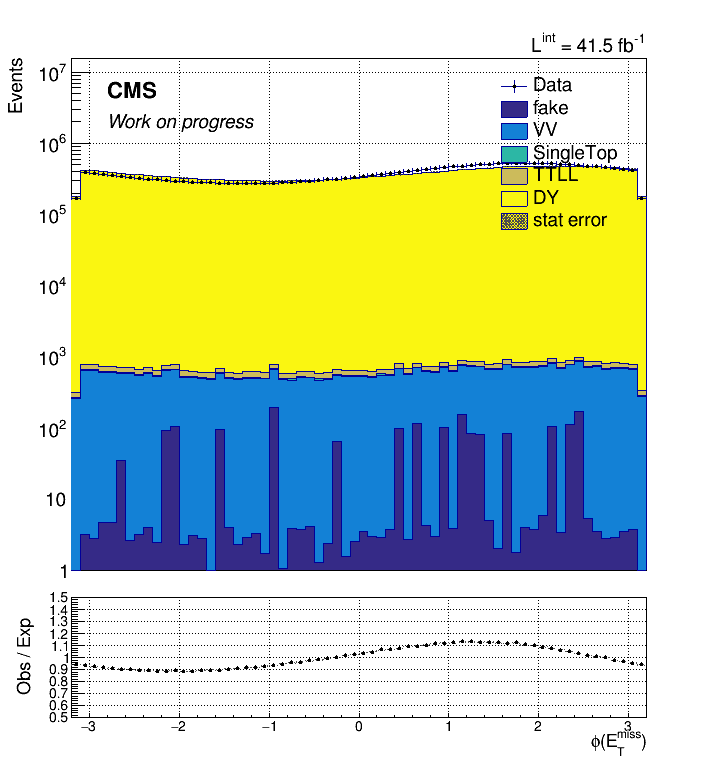 L^int = 41.5 fb^-1
Events
CMS
Work on progress
Data
fake
VV
SingleTop
TTLL
DY
stat error
10^7
10^6
10^5
10^4
10^3
10^2
10
1
Obs / Exp
1.5
1.4
1.3
1.2
1.1
1
0.9
0.8
0.7
0.6
0.5
−3 −2 −1 0 1 2 3
ϕ(E_T^miss)